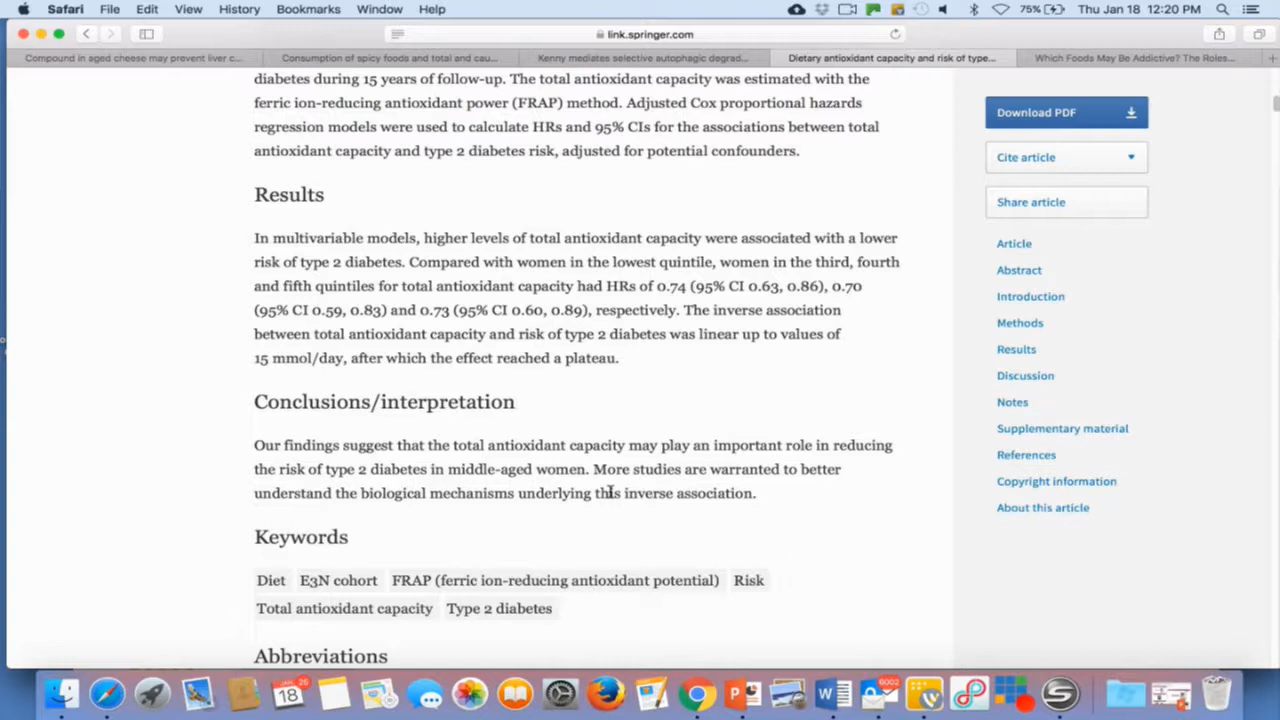 Safari File Edit View History Bookmarks Window Help 75% Thu Jan 18 12:20 PM
link.springer.com
Compound in aged cheese may prevent liver c... Consumption of spicy foods and total and cau... Kenny mediates selective autophagic degrad... Dietary antioxidant capacity and risk of type... Which Foods May Be Addictive? The Roles...
diabetes during 15 years of follow-up. The total antioxidant capacity was estimated with the
ferric ion-reducing antioxidant power (FRAP) method. Adjusted Cox proportional hazards
regression models were used to calculate HRs and 95% CIs for the associations between total
antioxidant capacity and type 2 diabetes risk, adjusted for potential confounders.
Results
In multivariable models, higher levels of total antioxidant capacity were associated with a lower
risk of type 2 diabetes. Compared with women in the lowest quintile, women in the third, fourth
and fifth quintiles for total antioxidant capacity had HRs of 0.74 (95% CI 0.63, 0.86), 0.70
(95% CI 0.59, 0.83) and 0.73 (95% CI 0.60, 0.89), respectively. The inverse association
between total antioxidant capacity and risk of type 2 diabetes was linear up to values of
15 mmol/day, after which the effect reached a plateau.
Conclusions/interpretation
Our findings suggest that the total antioxidant capacity may play an important role in reducing
the risk of type 2 diabetes in middle-aged women. More studies are warranted to better
understand the biological mechanisms underlying this inverse association.
Keywords
Diet E3N cohort FRAP (ferric ion-reducing antioxidant potential) Risk
Total antioxidant capacity Type 2 diabetes
Abbreviations
Download PDF
Cite article
Share article
Article
Abstract
Introduction
Methods
Results
Discussion
Notes
Supplementary material
References
Copyright information
About this article
18
6002